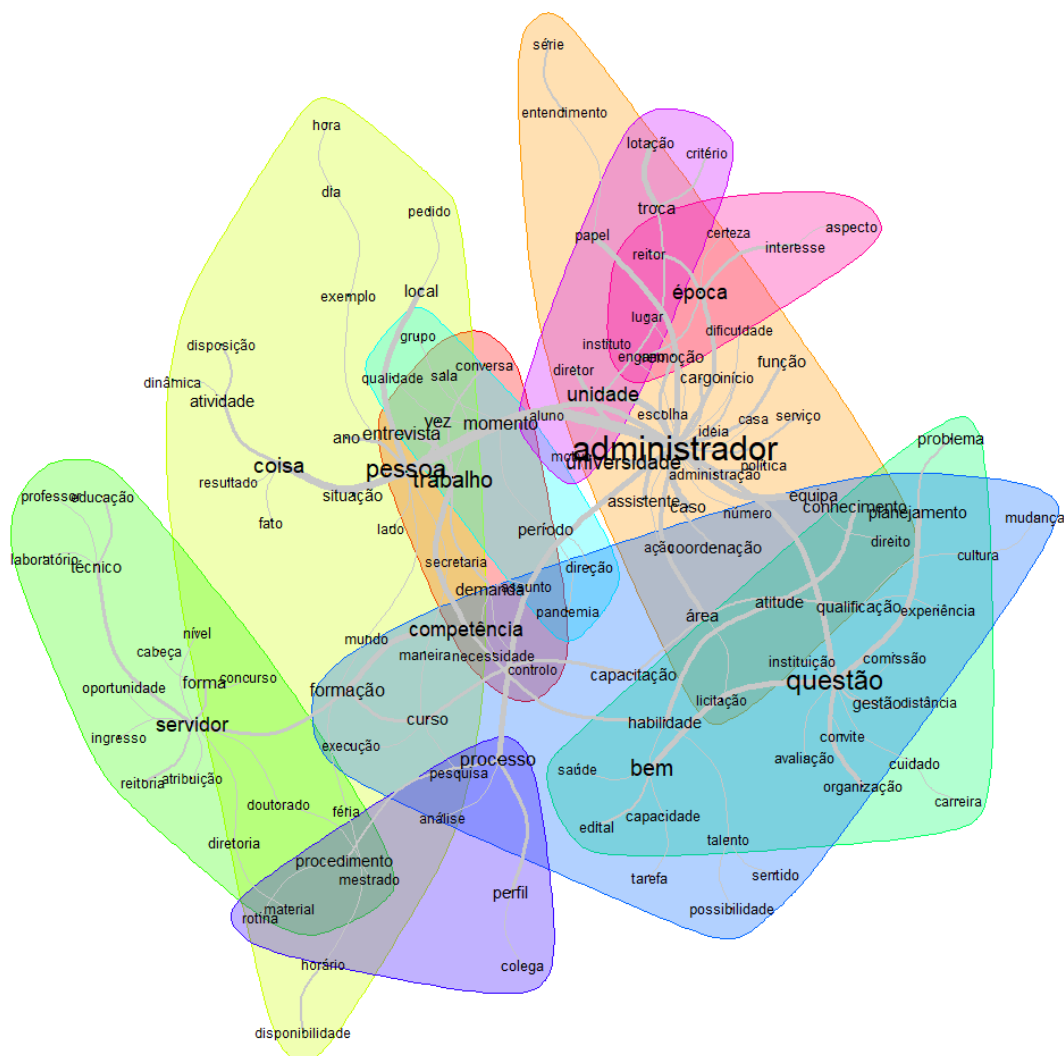 série
entendimento
hora
lotação
critério
dia
pedido
troca
papel
certeza
aspecto
reitor
interesse
local
época
exemplo
lugar
dificuldade
grupo
disposição
instituto
remoção
função
conversa
qualidade
sala
diretor
cargo
início
dinâmica
atividade
unidade
vez
momento
aluno
escolha
casa
serviço
ano
entrevista
idéia
problema
administrador
coisa
pessoa
universidade
política
trabalho
administração
resultado
situação
professor
educação
assistente
caso
número
equipa
conhecimento
planejamento
mudança
fato
lado
período
ação
coordenação
direito
cultura
laboratório
técnico
secretaria
assunto
direção
demanda
pandemia
área
atitude
qualificação
experiência
nível
mundo
competência
cabeça
maneira
necessidade
controlo
instituição
comissão
oportunidade
forma
concurso
formação
capacitação
questão
licitação
gestão
distância
servidor
curso
habilidade
ingresso
execução
convite
processo
bem
avaliação
cuidado
reitoria
atribuição
pesquisa
saúde
organização
doutorado
féria
análise
edital
capacidade
carreira
diretoria
talento
procedimento
mestrado
tarefa
sentido
perfil
rotina
material
possibilidade
horário
colega
disponibilidade